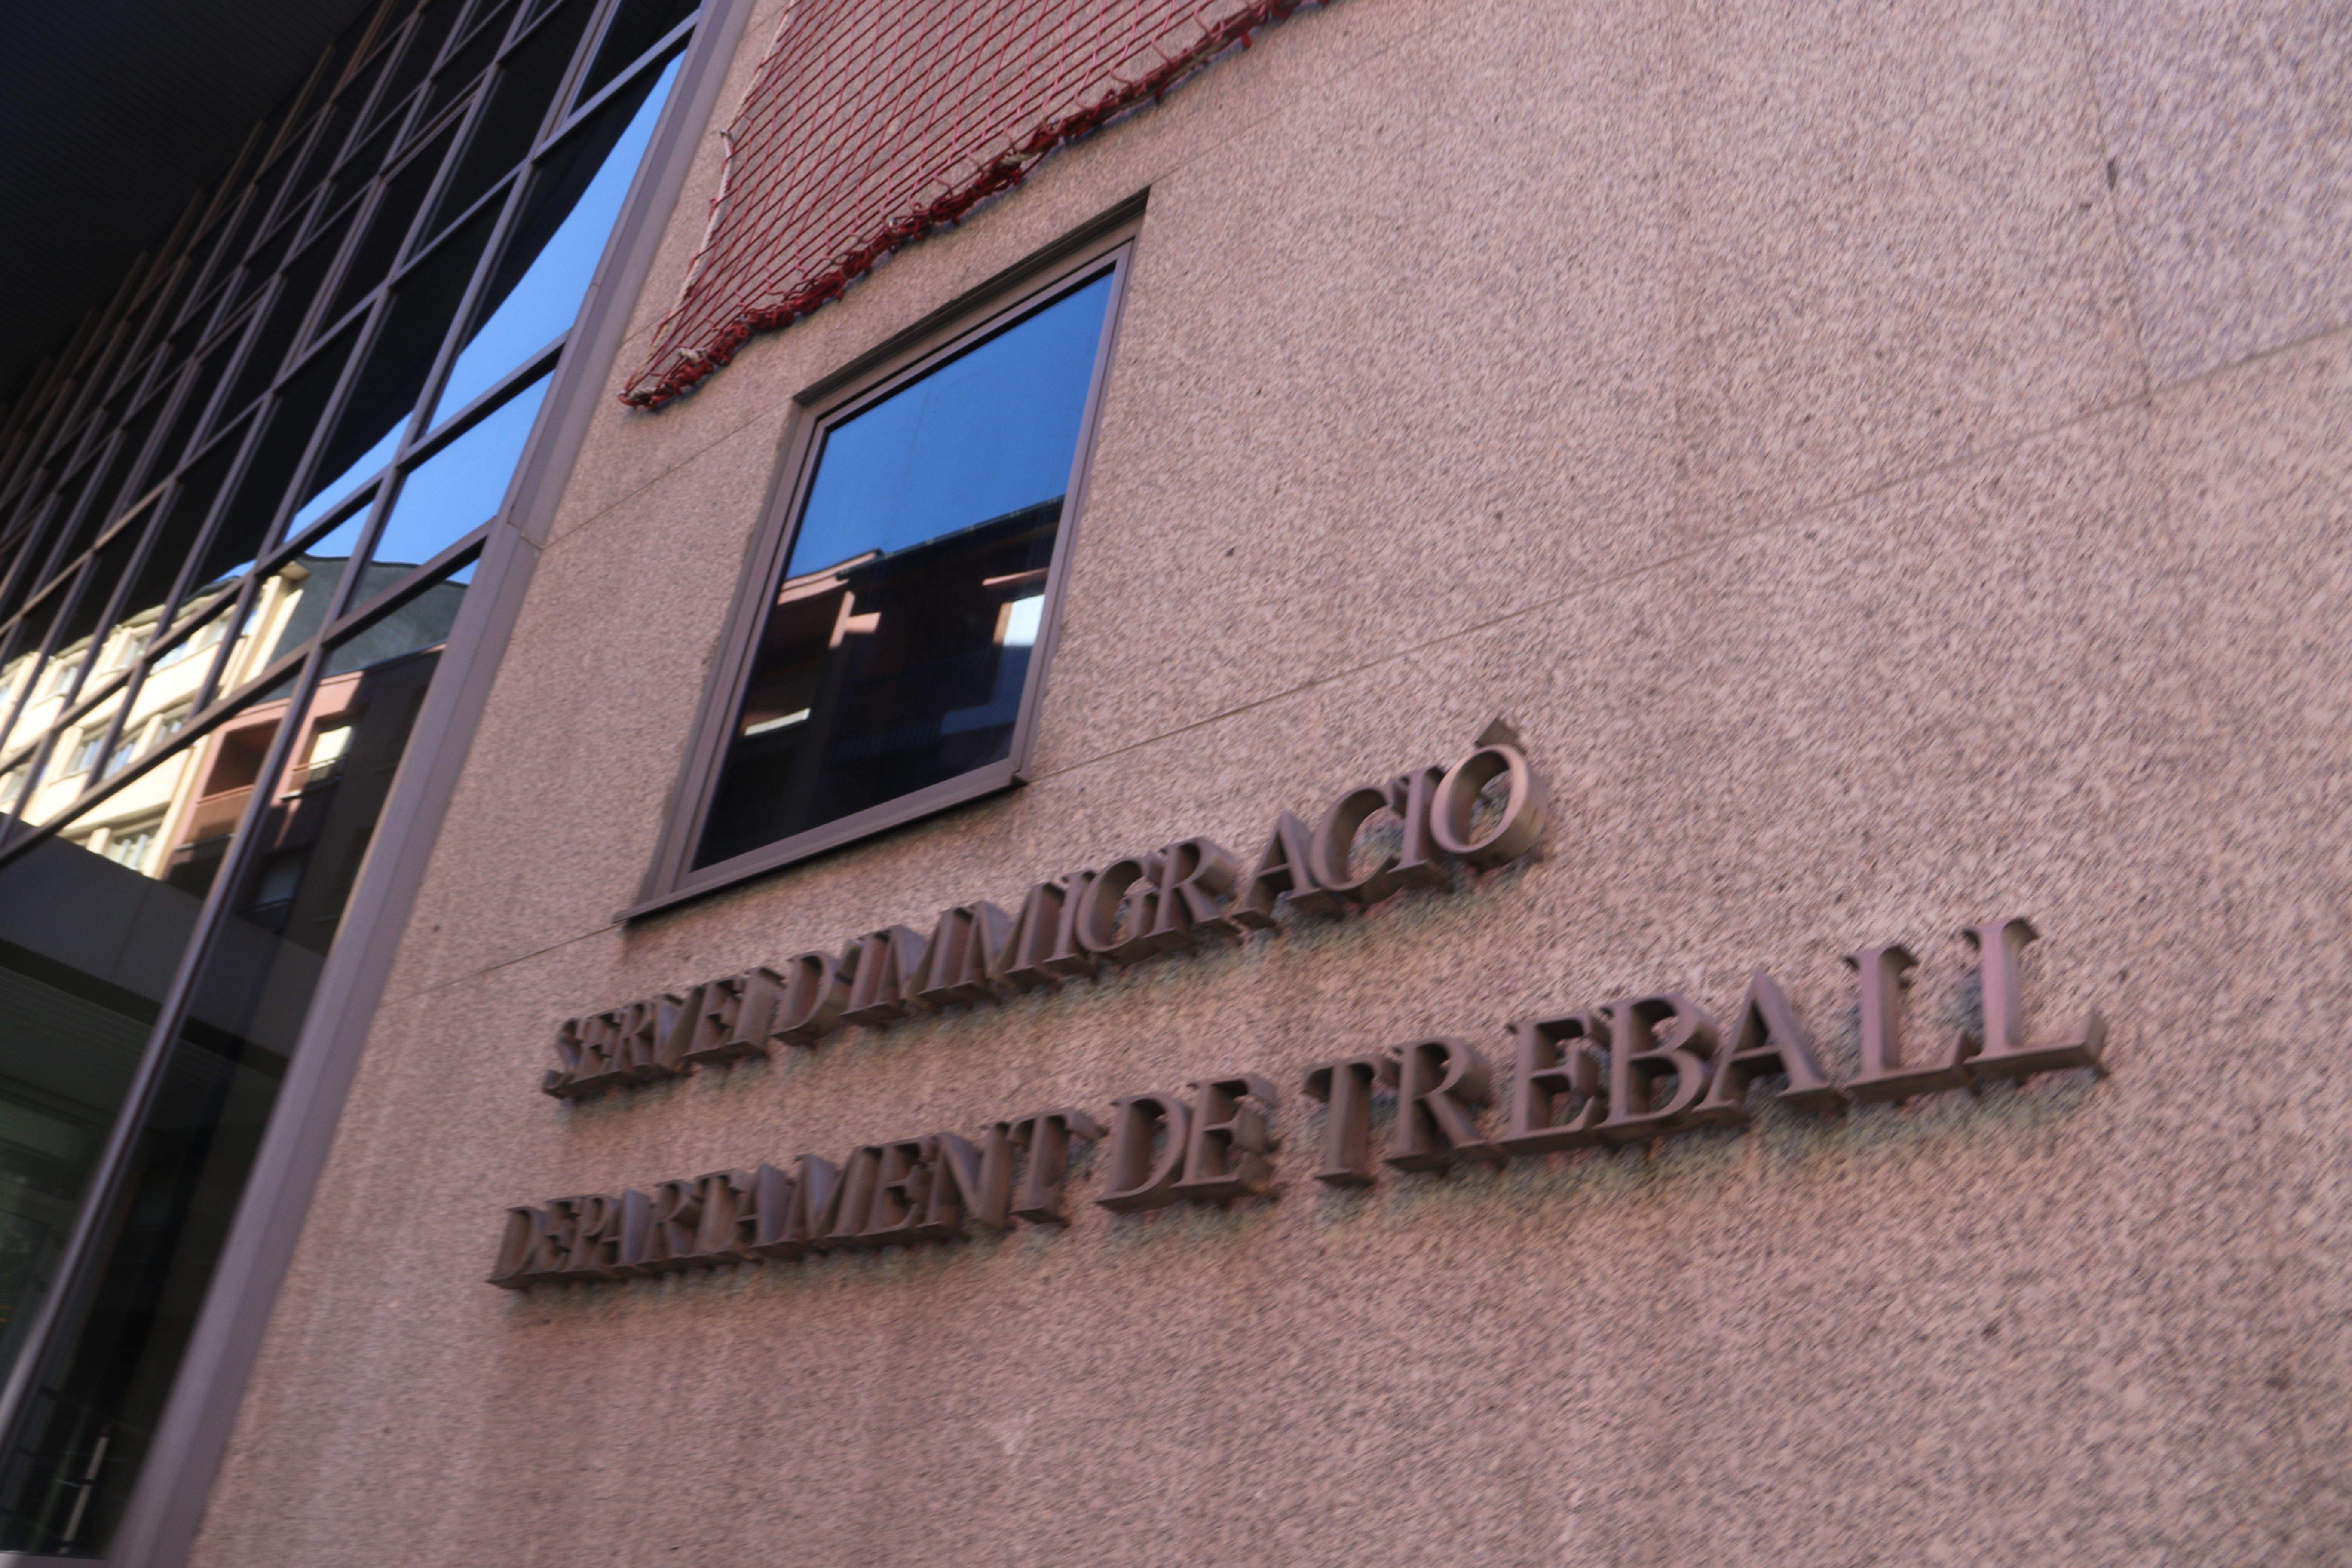 SERVEI D'IMMIGRACIÓ
DEPARTAMENT DE TREBALL